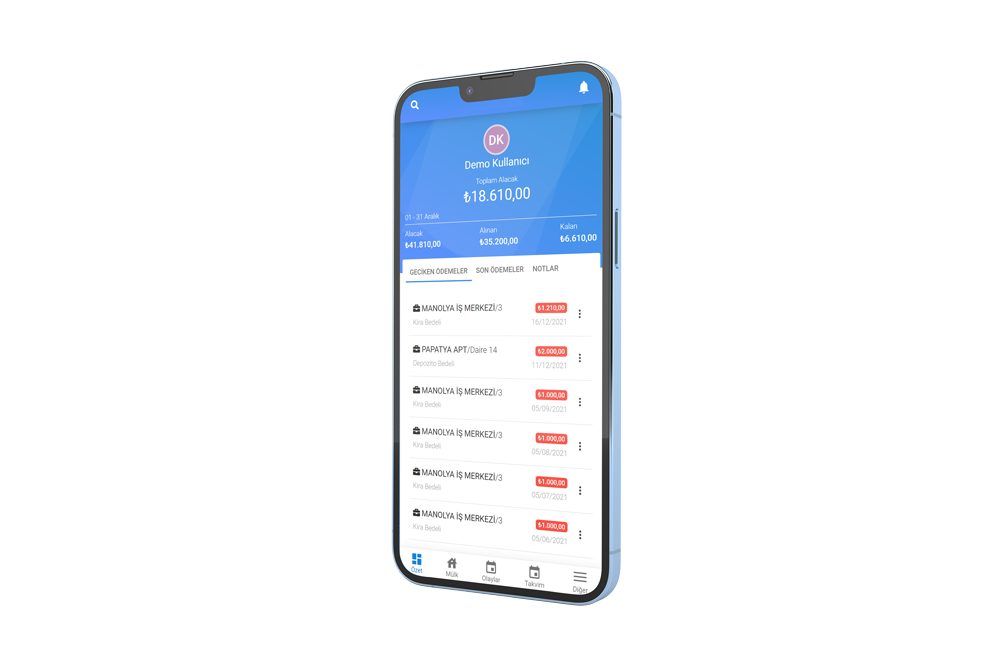 DK
Demo Kullanıcı
Toplam Alacak
₺18.610,00
01 - 31 Aralık
Alacak Alınan Kalan
₺41.810,00 ₺35.200,00 ₺6.610,00
GECİKEN ÖDEMELER SON ÖDEMELER NOTLAR
MANOLYA İŞ MERKEZİ/3 ₺1.210,00
Kira Bedeli 16/12/2021
PAPATYA APT/Daire 14 ₺2.000,00
Depozito Bedeli 11/12/2021
MANOLYA İŞ MERKEZİ/3 ₺1.000,00
Kira Bedeli 05/09/2021
MANOLYA İŞ MERKEZİ/3 ₺1.000,00
Kira Bedeli 05/08/2021
MANOLYA İŞ MERKEZİ/3 ₺1.000,00
Kira Bedeli 05/07/2021
MANOLYA İŞ MERKEZİ/3 ₺1.000,00
Kira Bedeli 05/06/2021
Özet Mülk Olaylar Takvim Diğer